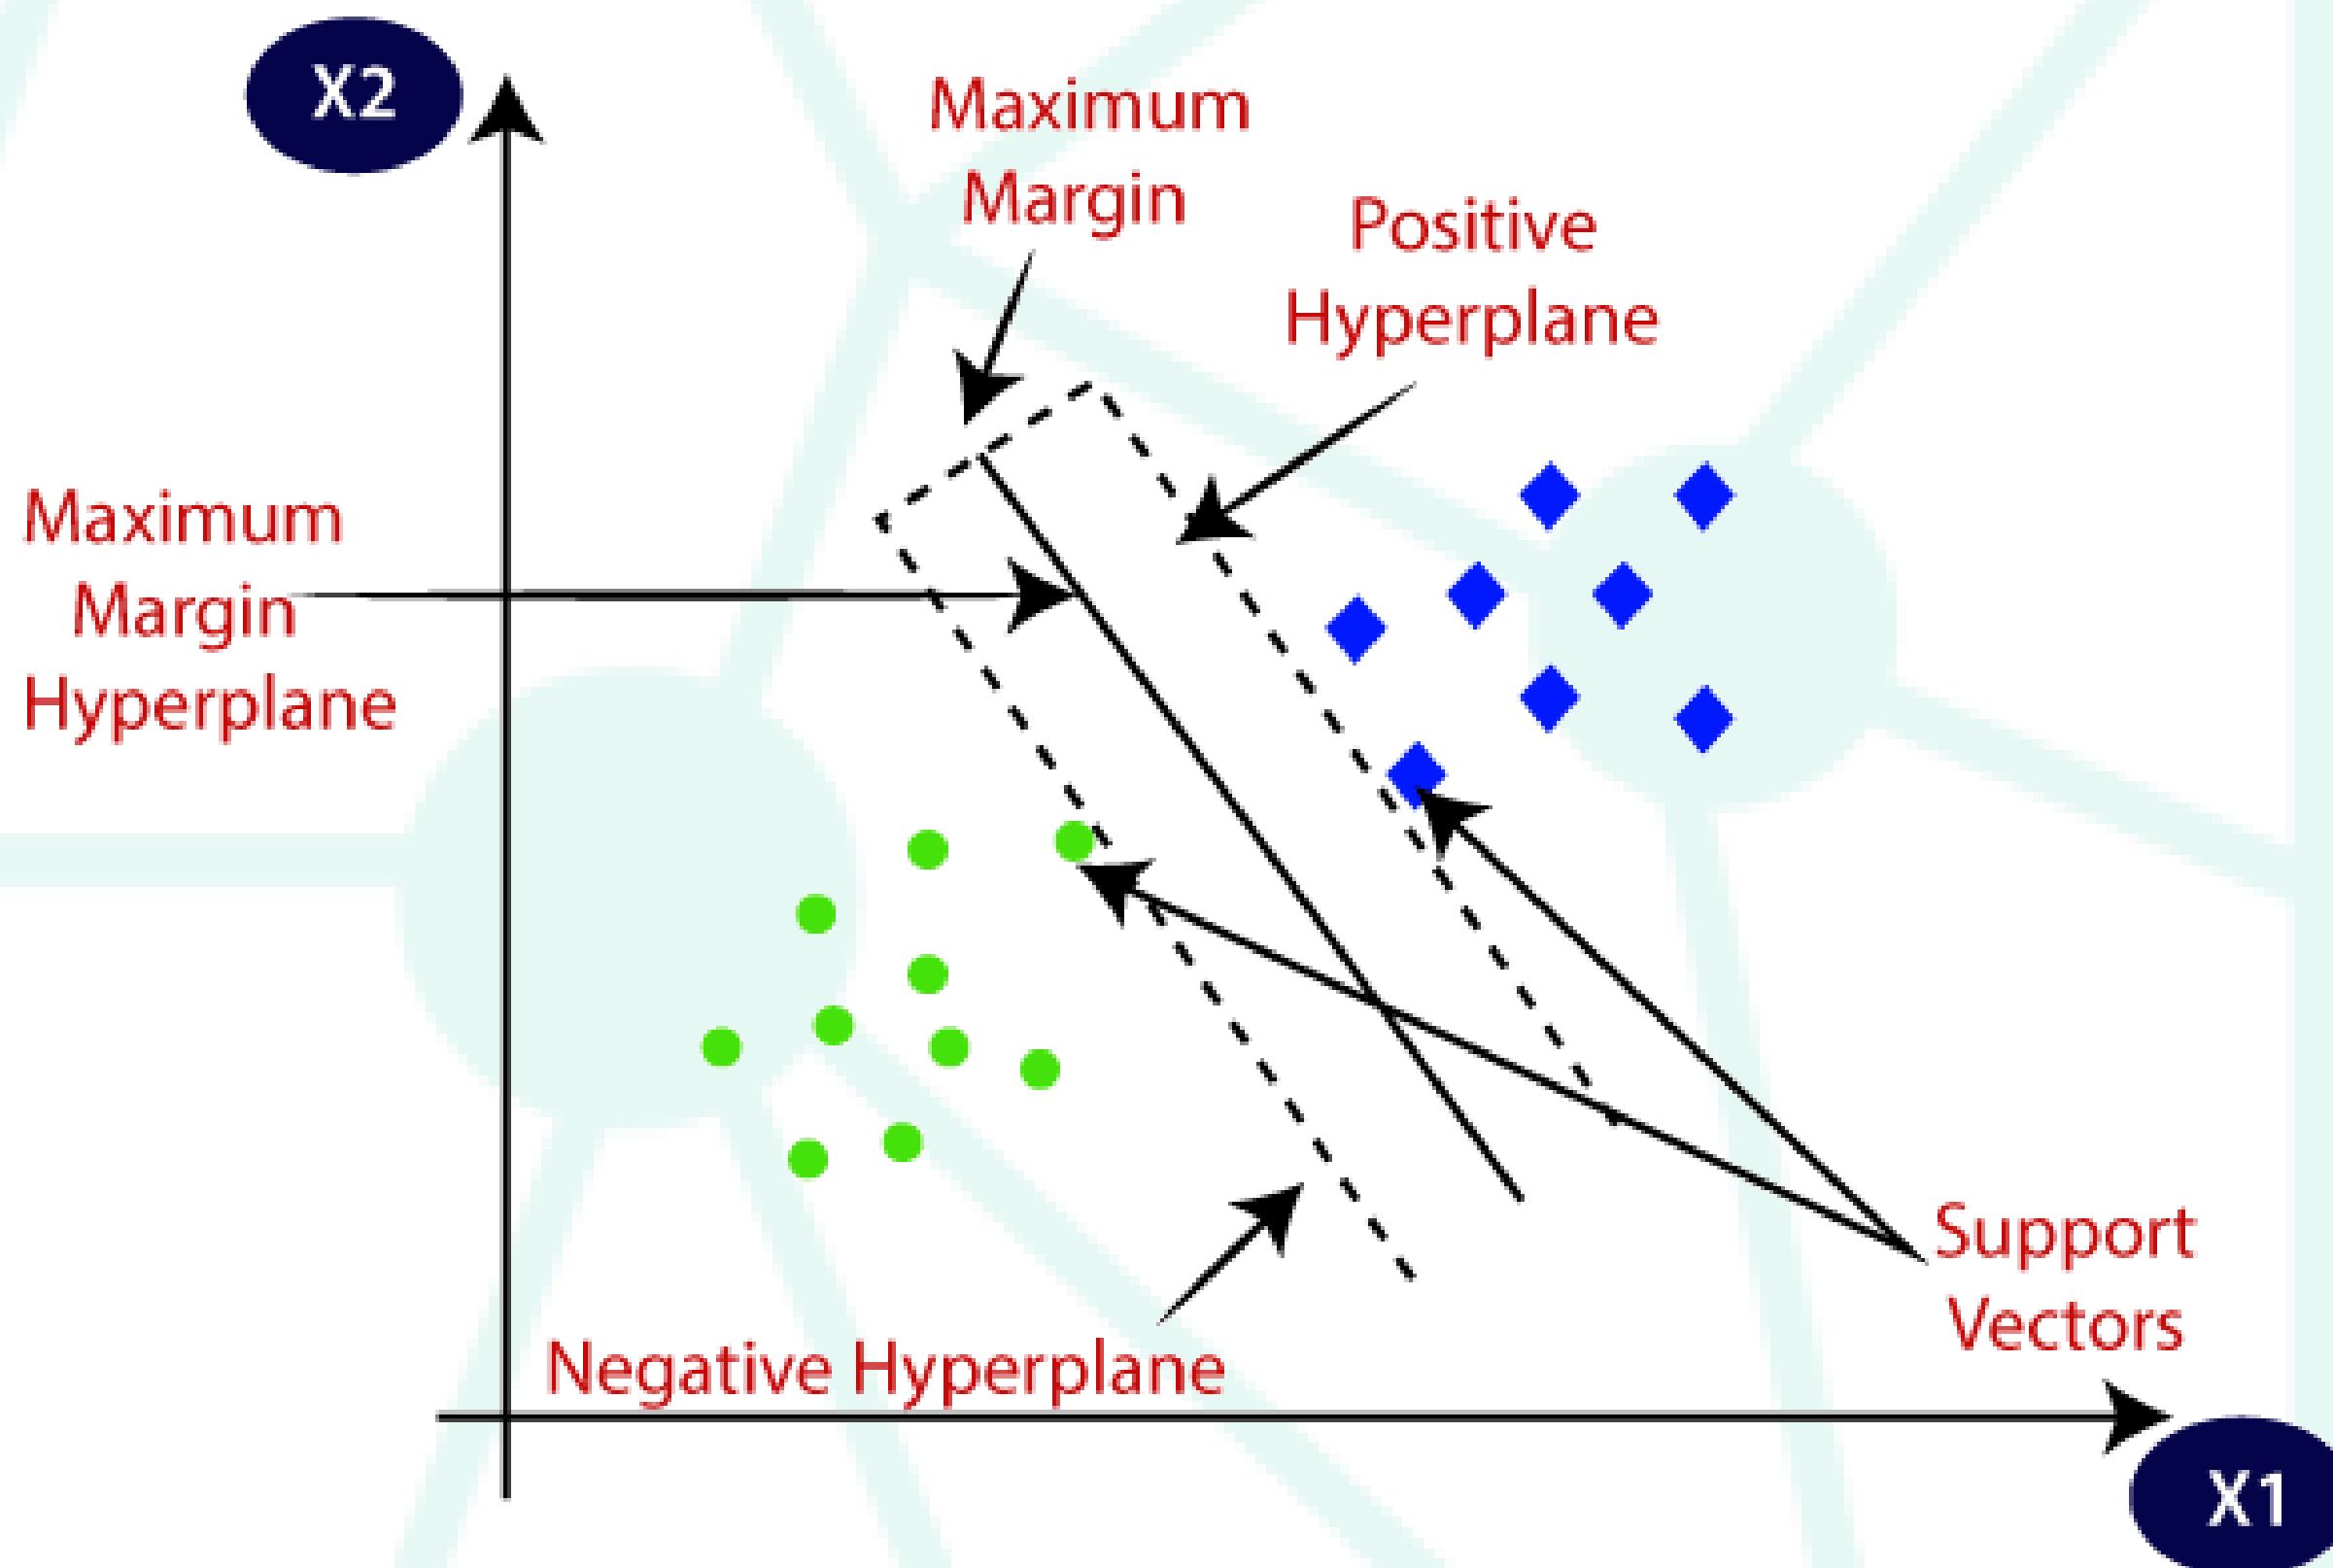 X2
Maximum
Margin
Positive
Hyperplane
Maximum
Margin
Hyperplane
Support
Vectors
Negative Hyperplane
X1